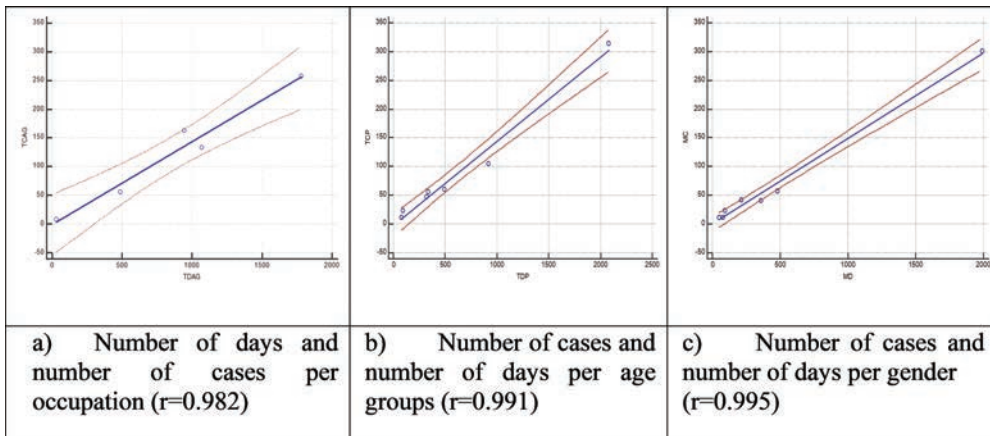 350
300
250
200
150
100
50
0
-50
TCAG
0 500 1000 1500 2000
TDAG
350
300
250
200
150
100
50
0
-50
TCP
0 500 1000 1500 2000 2500
TDP
350
300
250
200
150
100
50
0
-50
MC
0 500 1000 1500 2000
MD
a) Number of days and
number of cases per
occupation (r=0.982)
b) Number of cases and
number of days per age
groups (r=0.991)
c) Number of cases and
number of days per gender
(r=0.995)